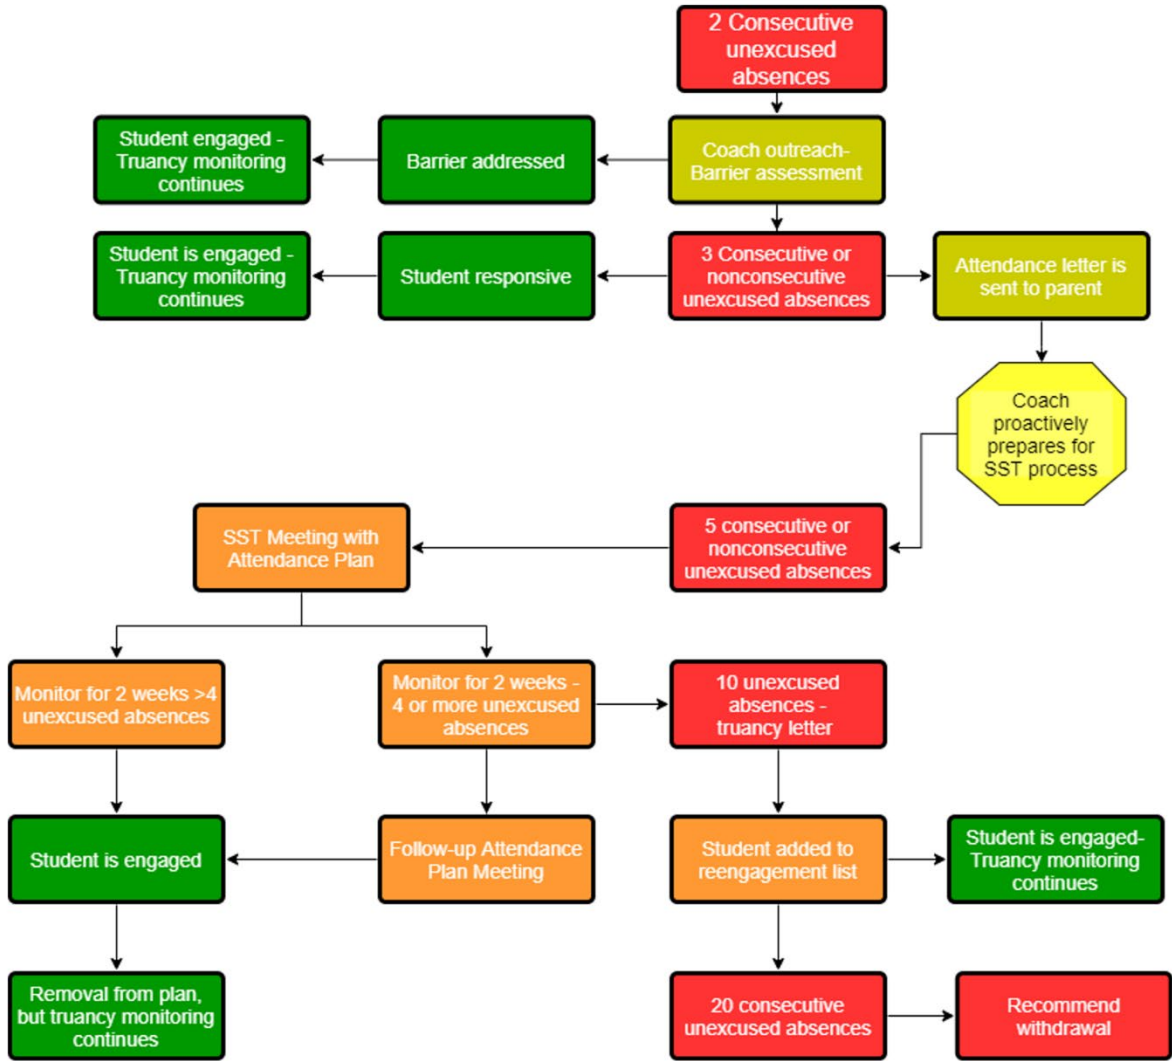 2 Consecutive
unexcused
absences
Student engaged -
Truancy monitoring
continues
Barrier addressed
Coach outreach-
Barrier assessment
Student is engaged -
Truancy monitoring
continues
Student responsive
3 Consecutive or
nonconsecutive
unexcused absences
Attendance letter is
sent to parent
Coach
proactively
prepares for
SST process
SST Meeting with
Attendance Plan
5 consecutive or
nonconsecutive
unexcused absences
Monitor for 2 weeks >4
unexcused absences
Monitor for 2 weeks -
4 or more unexcused
absences
10 unexcused
absences -
truancy letter
Student is engaged
Follow-up Attendance
Plan Meeting
Student added to
reengagement list
Student is engaged-
Truancy monitoring
continues
Removal from plan,
but truancy monitoring
continues
20 consecutive
unexcused absences
Recommend
withdrawal